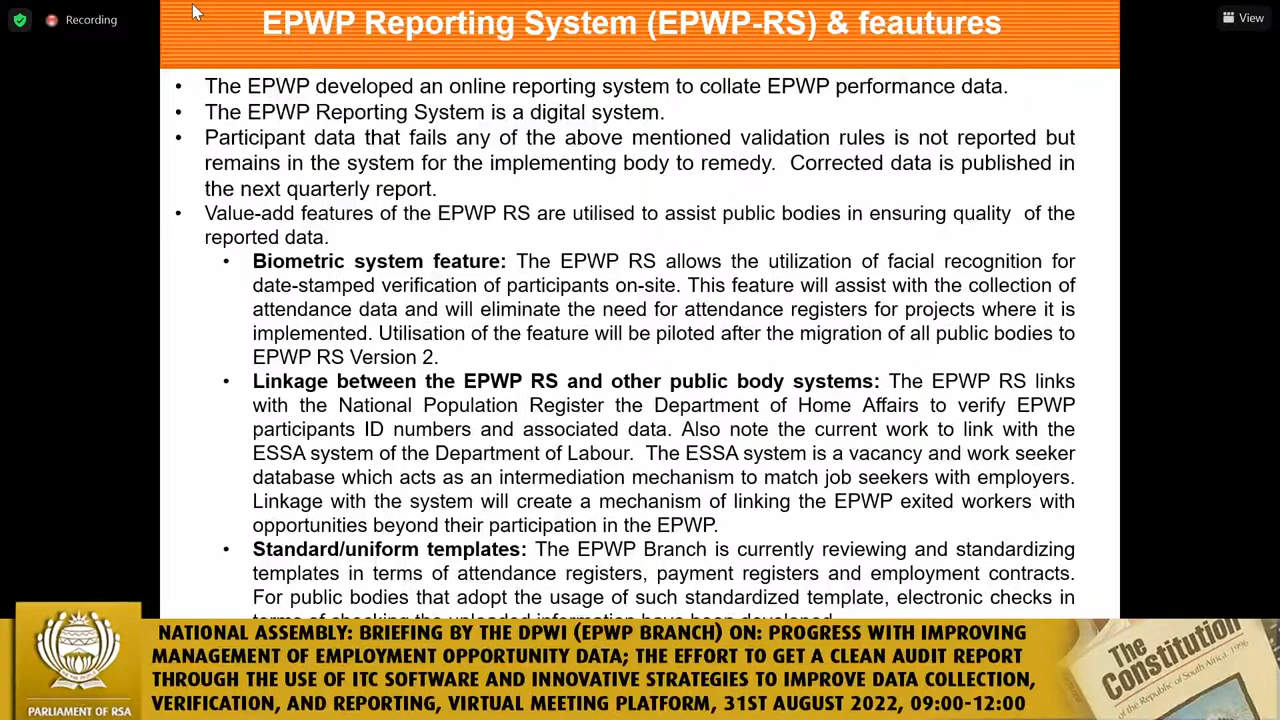 Recording
View
EPWP Reporting System (EPWP-RS) & feautures
• The EPWP developed an online reporting system to collate EPWP performance data.
• The EPWP Reporting System is a digital system.
• Participant data that fails any of the above mentioned validation rules is not reported but
remains in the system for the implementing body to remedy. Corrected data is published in
the next quarterly report.
• Value-add features of the EPWP RS are utilised to assist public bodies in ensuring quality of the
reported data.
• Biometric system feature: The EPWP RS allows the utilization of facial recognition for
date-stamped verification of participants on-site. This feature will assist with the collection of
attendance data and will eliminate the need for attendance registers for projects where it is
implemented. Utilisation of the feature will be piloted after the migration of all public bodies to
EPWP RS Version 2.
• Linkage between the EPWP RS and other public body systems: The EPWP RS links
with the National Population Register the Department of Home Affairs to verify EPWP
participants ID numbers and associated data. Also note the current work to link with the
ESSA system of the Department of Labour. The ESSA system is a vacancy and work seeker
database which acts as an intermediation mechanism to match job seekers with employers.
Linkage with the system will create a mechanism of linking the EPWP exited workers with
opportunities beyond their participation in the EPWP.
• Standard/uniform templates: The EPWP Branch is currently reviewing and standardizing
templates in terms of attendance registers, payment registers and employment contracts.
For public bodies that adopt the usage of such standardized template, electronic checks in
NATIONAL ASSEMBLY: BRIEFING BY THE DPWI (EPWP BRANCH) ON: PROGRESS WITH IMPROVING
MANAGEMENT OF EMPLOYMENT OPPORTUNITY DATA; THE EFFORT TO GET A CLEAN AUDIT REPORT
THROUGH THE USE OF ITC SOFTWARE AND INNOVATIVE STRATEGIES TO IMPROVE DATA COLLECTION,
VERIFICATION, AND REPORTING, VIRTUAL MEETING PLATFORM, 31ST AUGUST 2022, 09:00-12:00
PARLIAMENT OF RSA
The
Constitution
of the Republic of South Africa, 1996